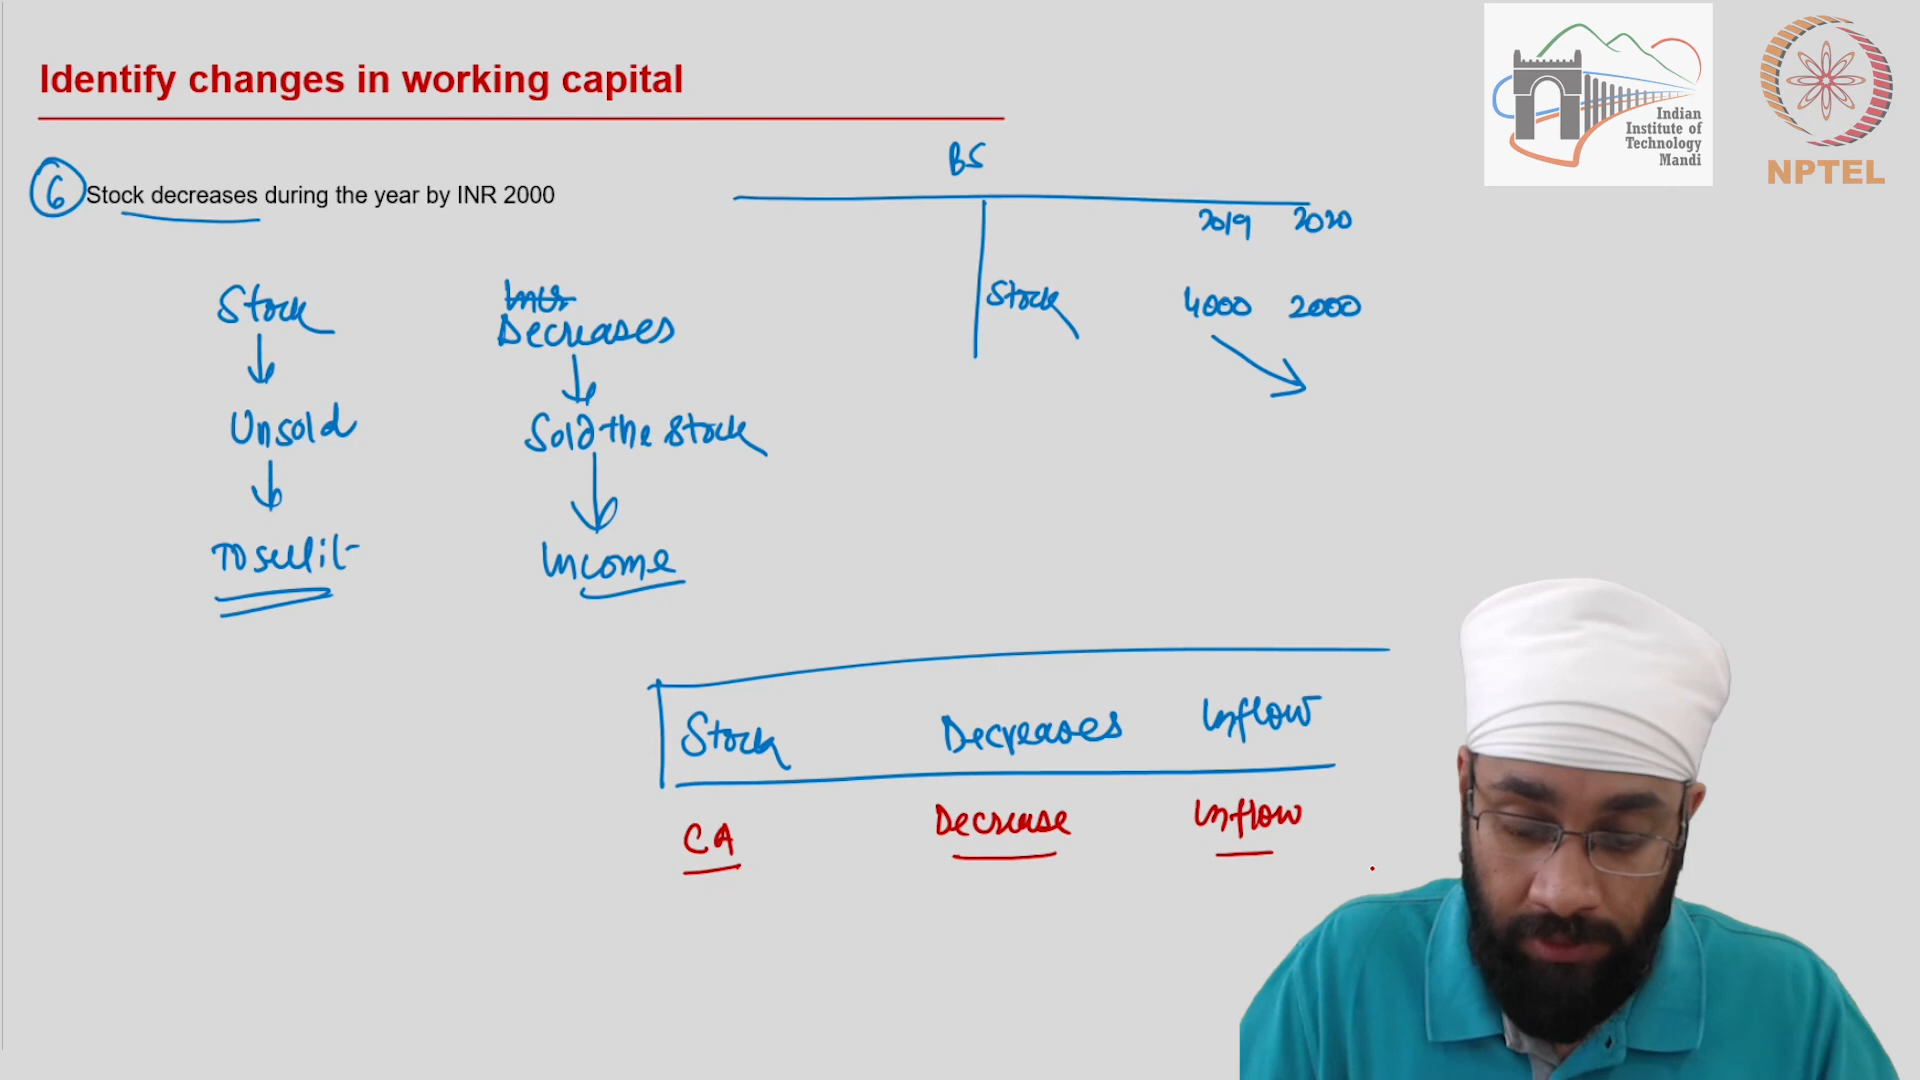 Identify changes in working capital
Indian
Institute of
Technology
Mandi
NPTEL
BS
6 Stock decreases during the year by INR 2000
2019 2020
Stock 4000 2000
Stock
Decreases
Unsold
Sold the stock
To sell it
Income
Stock Decreases Inflow
CA Decrease Inflow